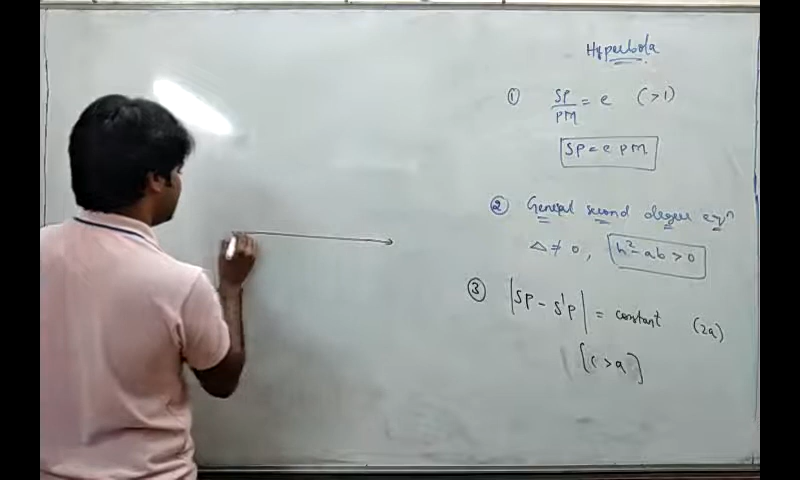 Hyperbola
① SP/PM = e (>1)
SP = e PM
② General second degree eqn
Δ ≠ 0, h² - ab > 0
③ |SP - S'P| = constant (2a)
[c > a]